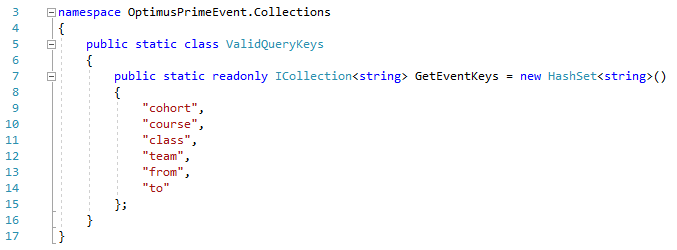 3 namespace OptimusPrimeEvent.Collections
4 {
5 public static class ValidQueryKeys
6 {
7 public static readonly ICollection<string> GetEventKeys = new HashSet<string>()
8 {
9 "cohort",
10 "course",
11 "class",
12 "team",
13 "from",
14 "to"
15 };
16 }
17 }